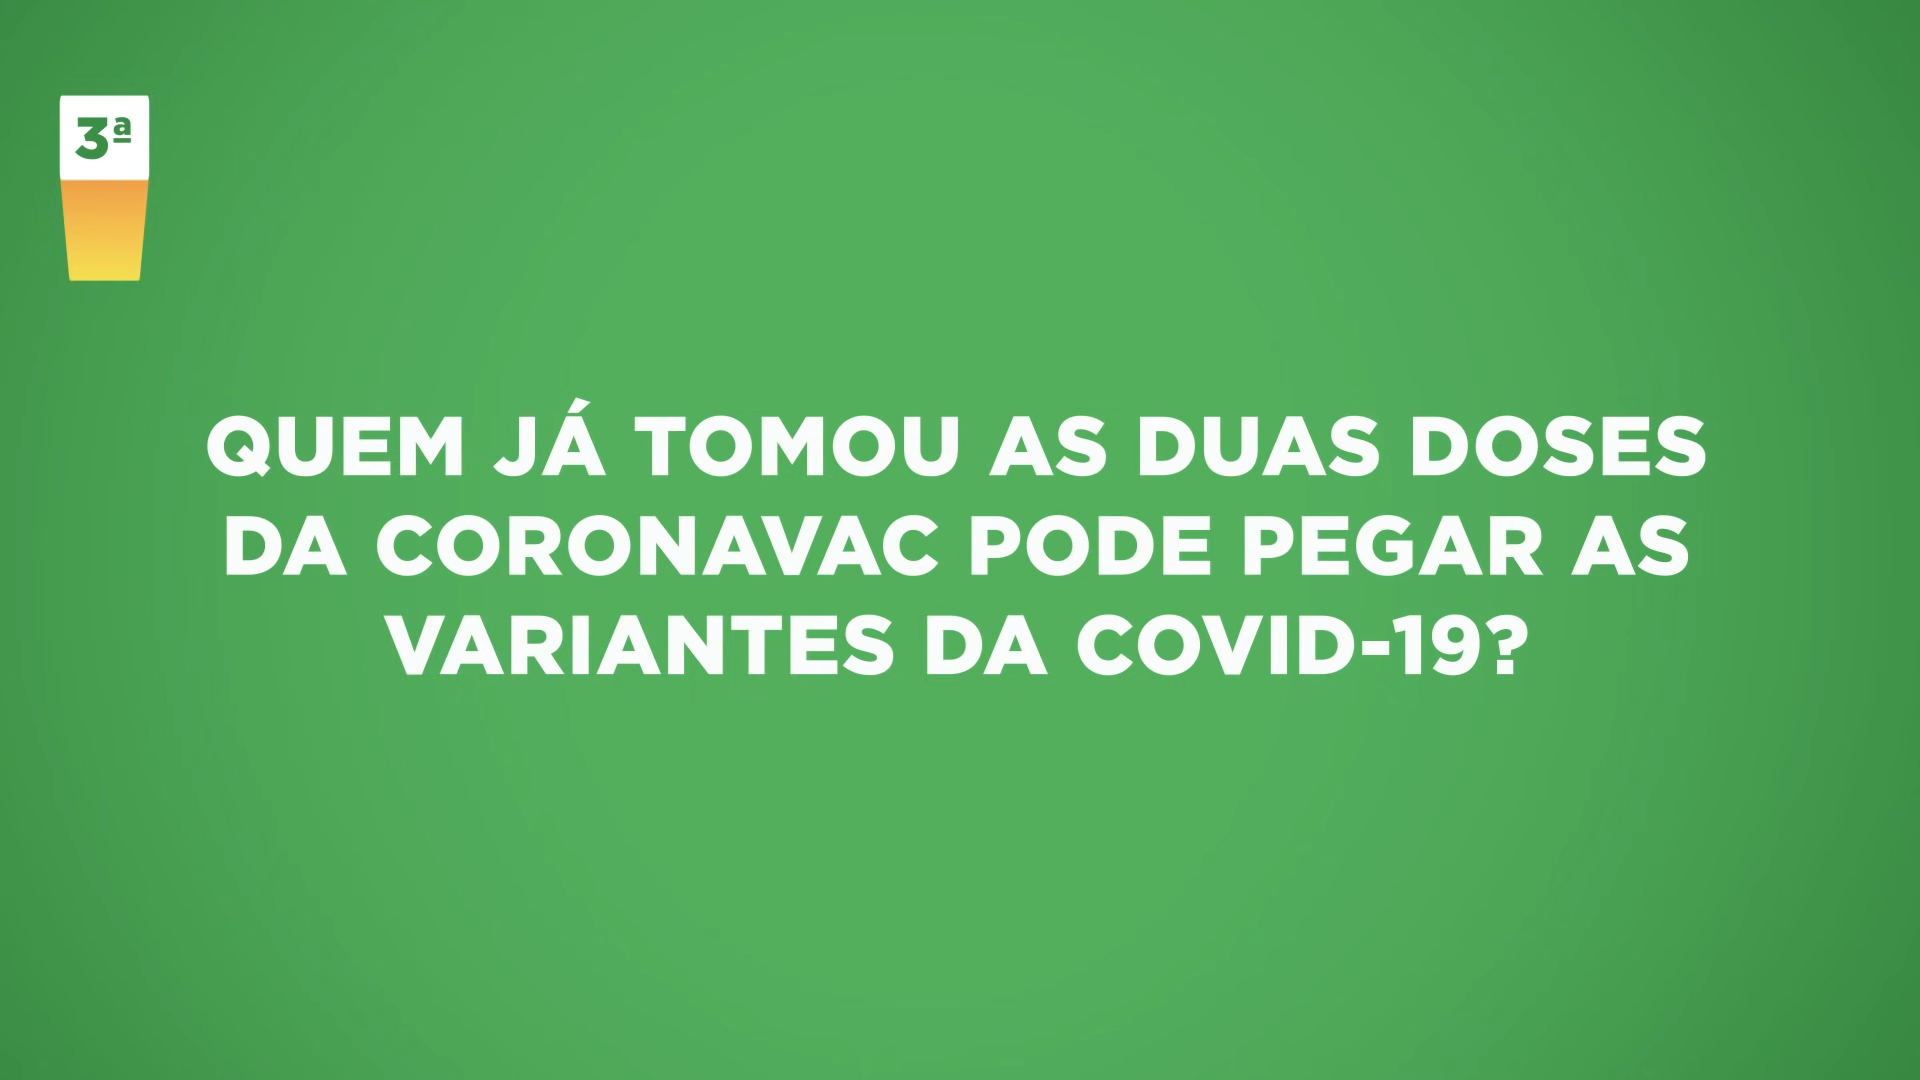 3ª
QUEM JÁ TOMOU AS DUAS DOSES
DA CORONAVAC PODE PEGAR AS
VARIANTES DA COVID-19?